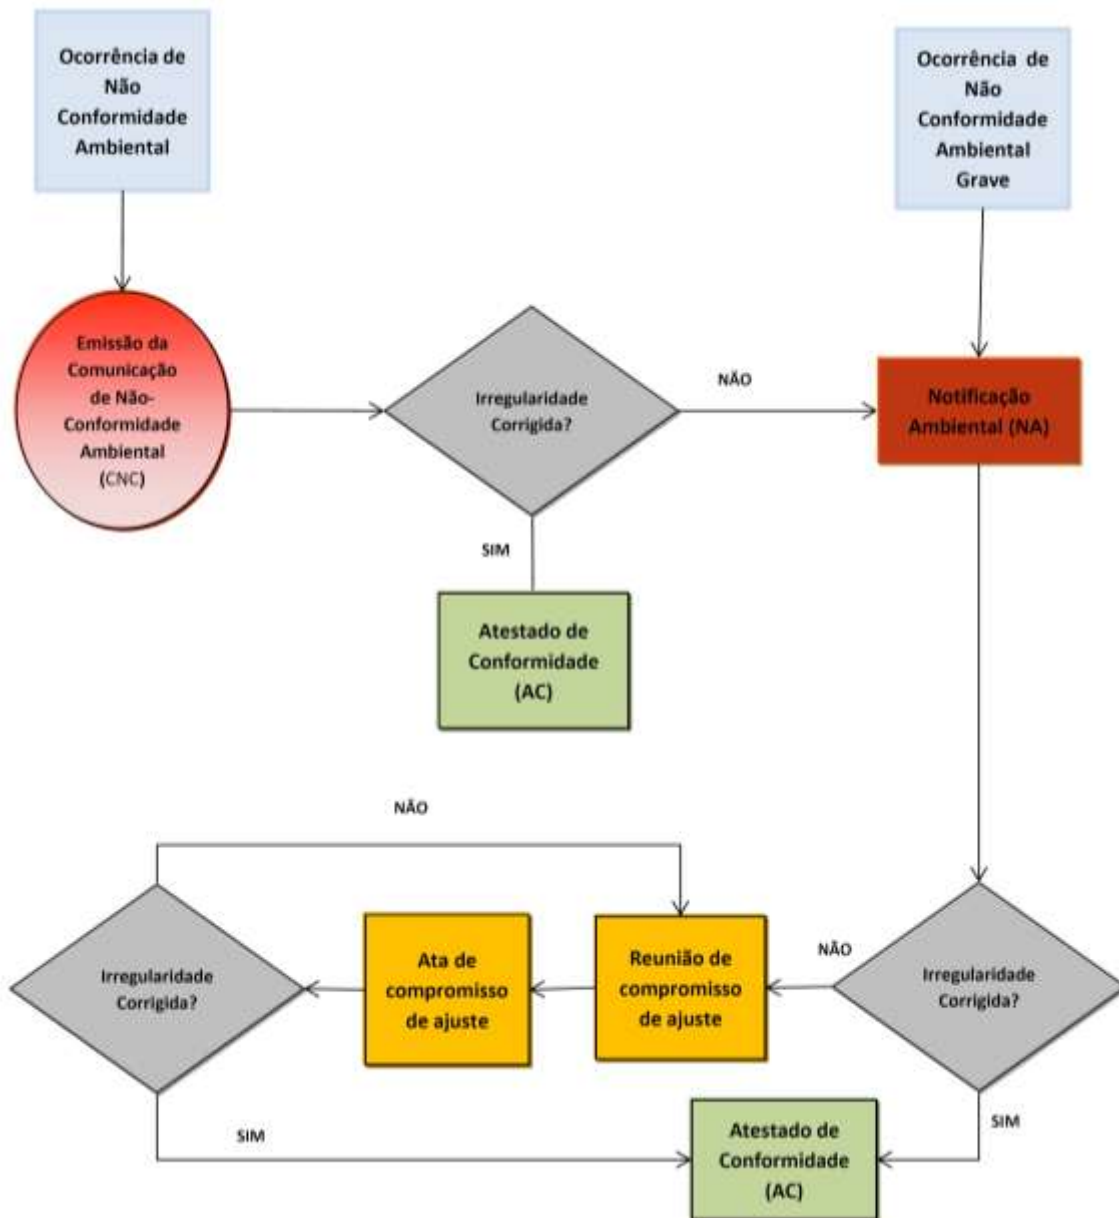 Ocorrência de
Não
Conformidade
Ambiental
Ocorrência de
Não
Conformidade
Ambiental
Grave
Emissão da
Comunicação
de Não-
Conformidade
Ambiental
(CNC)
Irregularidade
Corrigida?
NÃO
Notificação
Ambiental (NA)
SIM
Atestado de
Conformidade
(AC)
NÃO
Irregularidade
Corrigida?
Ata de
compromisso
de ajuste
Reunião de
compromisso
de ajuste
NÃO
Irregularidade
Corrigida?
SIM
Atestado de
Conformidade
(AC)
SIM